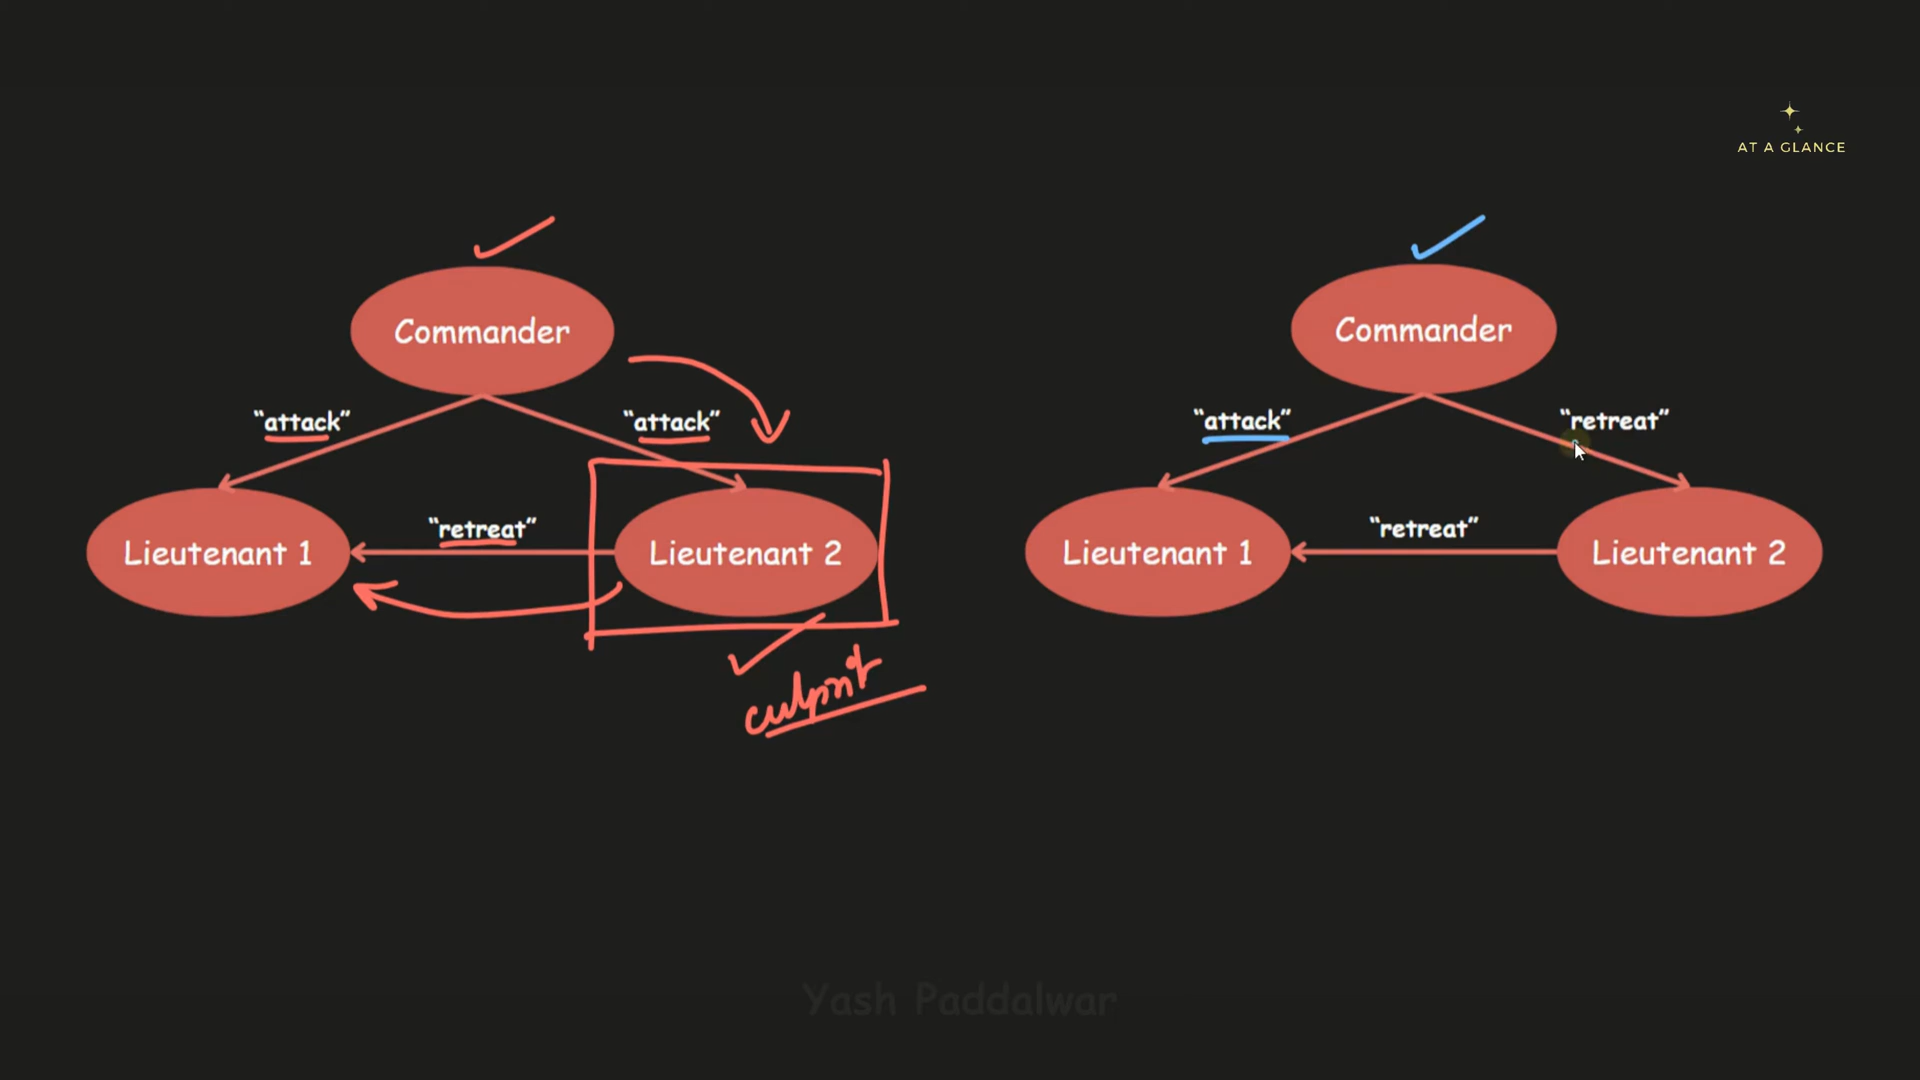 AT A GLANCE
Commander
"attack"
"attack"
Lieutenant 1
"retreat"
Lieutenant 2
culprit
Commander
"attack"
"retreat"
Lieutenant 1
"retreat"
Lieutenant 2
Yash Paddalwar